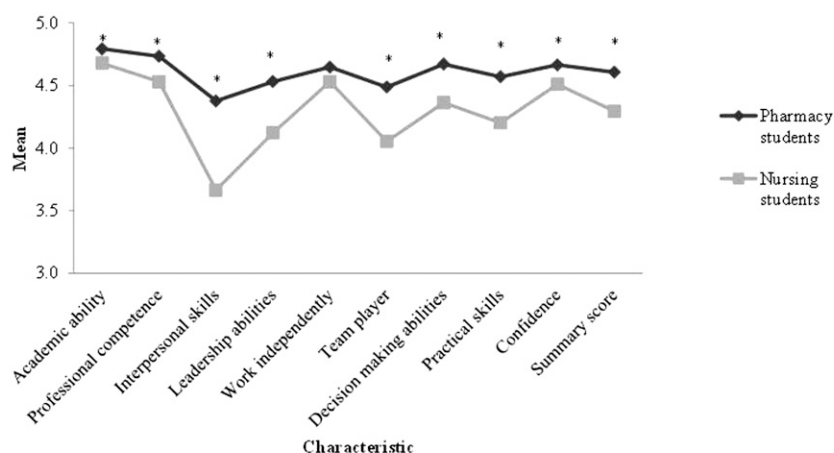 5.0
4.5
4.0
3.5
3.0
Mean
* * * * * * * * *
Academic ability
Professional competence
Interpersonal skills
Leadership abilities
Work independently
Team player
Decision making abilities
Practical skills
Confidence
Summary score
Characteristic
Pharmacy
students
Nursing
students